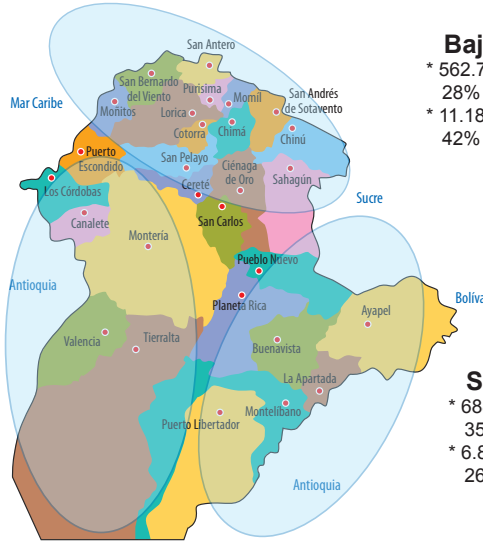 San Antero
Baj
* 562.7
28%
* 11.18
42%
San Bernardo
del Viento
Purisima
Momil
San Andrés
de Sotavento
Mar Caribe
Moñitos
Lorica
Cotorra
Chimá
Chinú
Puerto
Escondido
San Pelayo
Ciénaga
de Oro
Sahagún
Los Córdobas
Cereté
Sucre
Canalete
San Carlos
Montería
Pueblo Nuevo
Antioquia
Planeta Rica
Ayapel
Bolíva
Valencia
Tierralta
Buenavista
La Apartada
S
* 68
35
* 6.8
26
Puerto Libertador
Montelíbano
Antioquia